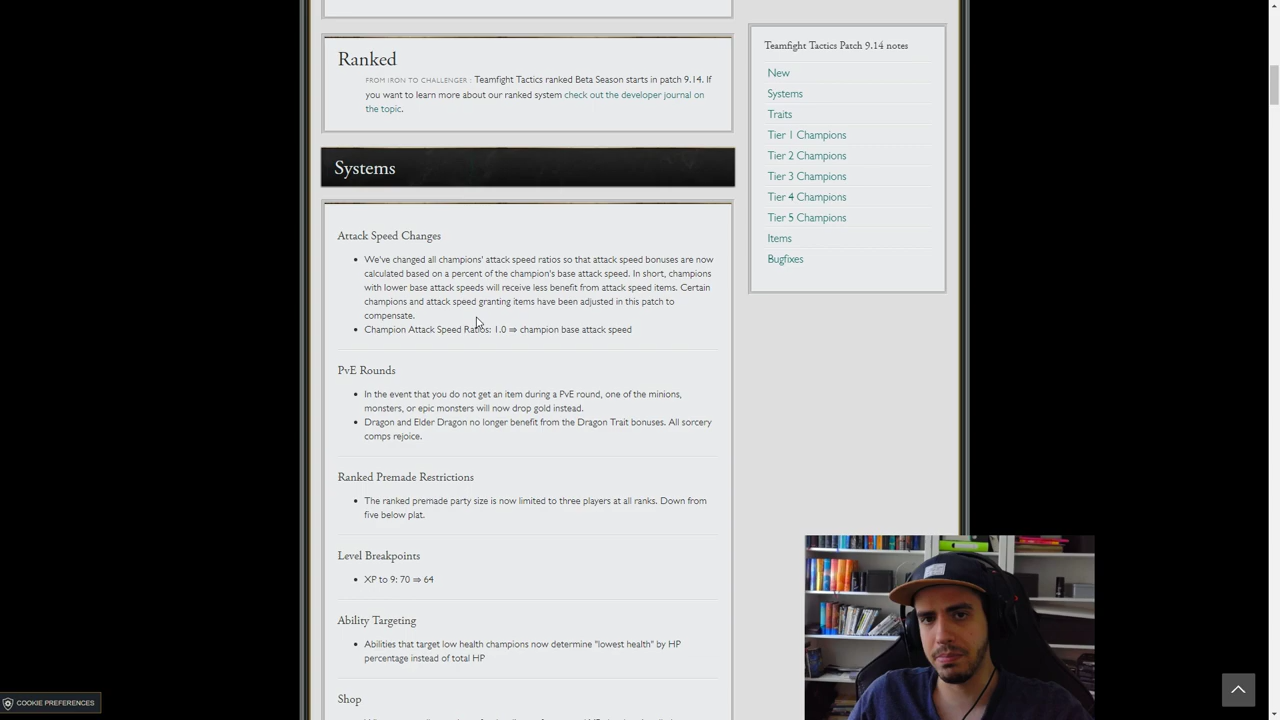 Ranked
FROM IRON TO CHALLENGER : Teamfight Tactics ranked Beta Season starts in patch 9.14. If
you want to learn more about our ranked system check out the developer journal on
the topic.
Systems
Attack Speed Changes
We've changed all champions' attack speed ratios so that attack speed bonuses are now
calculated based on a percent of the champion's base attack speed. In short, champions
with lower base attack speeds will receive less benefit from attack speed items. Certain
champions and attack speed granting items have been adjusted in this patch to
compensate.
Champion Attack Speed Ratios: 1.0 ⇒ champion base attack speed
PvE Rounds
In the event that you do not get an item during a PvE round, one of the minions,
monsters, or epic monsters will now drop gold instead.
Dragon and Elder Dragon no longer benefit from the Dragon Trait bonuses. All sorcery
comps rejoice.
Ranked Premade Restrictions
The ranked premade party size is now limited to three players at all ranks. Down from
five below plat.
Level Breakpoints
XP to 9: 70 ⇒ 64
Ability Targeting
Abilities that target low health champions now determine "lowest health" by HP
percentage instead of total HP
Shop
Teamfight Tactics Patch 9.14 notes
New
Systems
Traits
Tier 1 Champions
Tier 2 Champions
Tier 3 Champions
Tier 4 Champions
Tier 5 Champions
Items
Bugfixes
COOKIE PREFERENCES